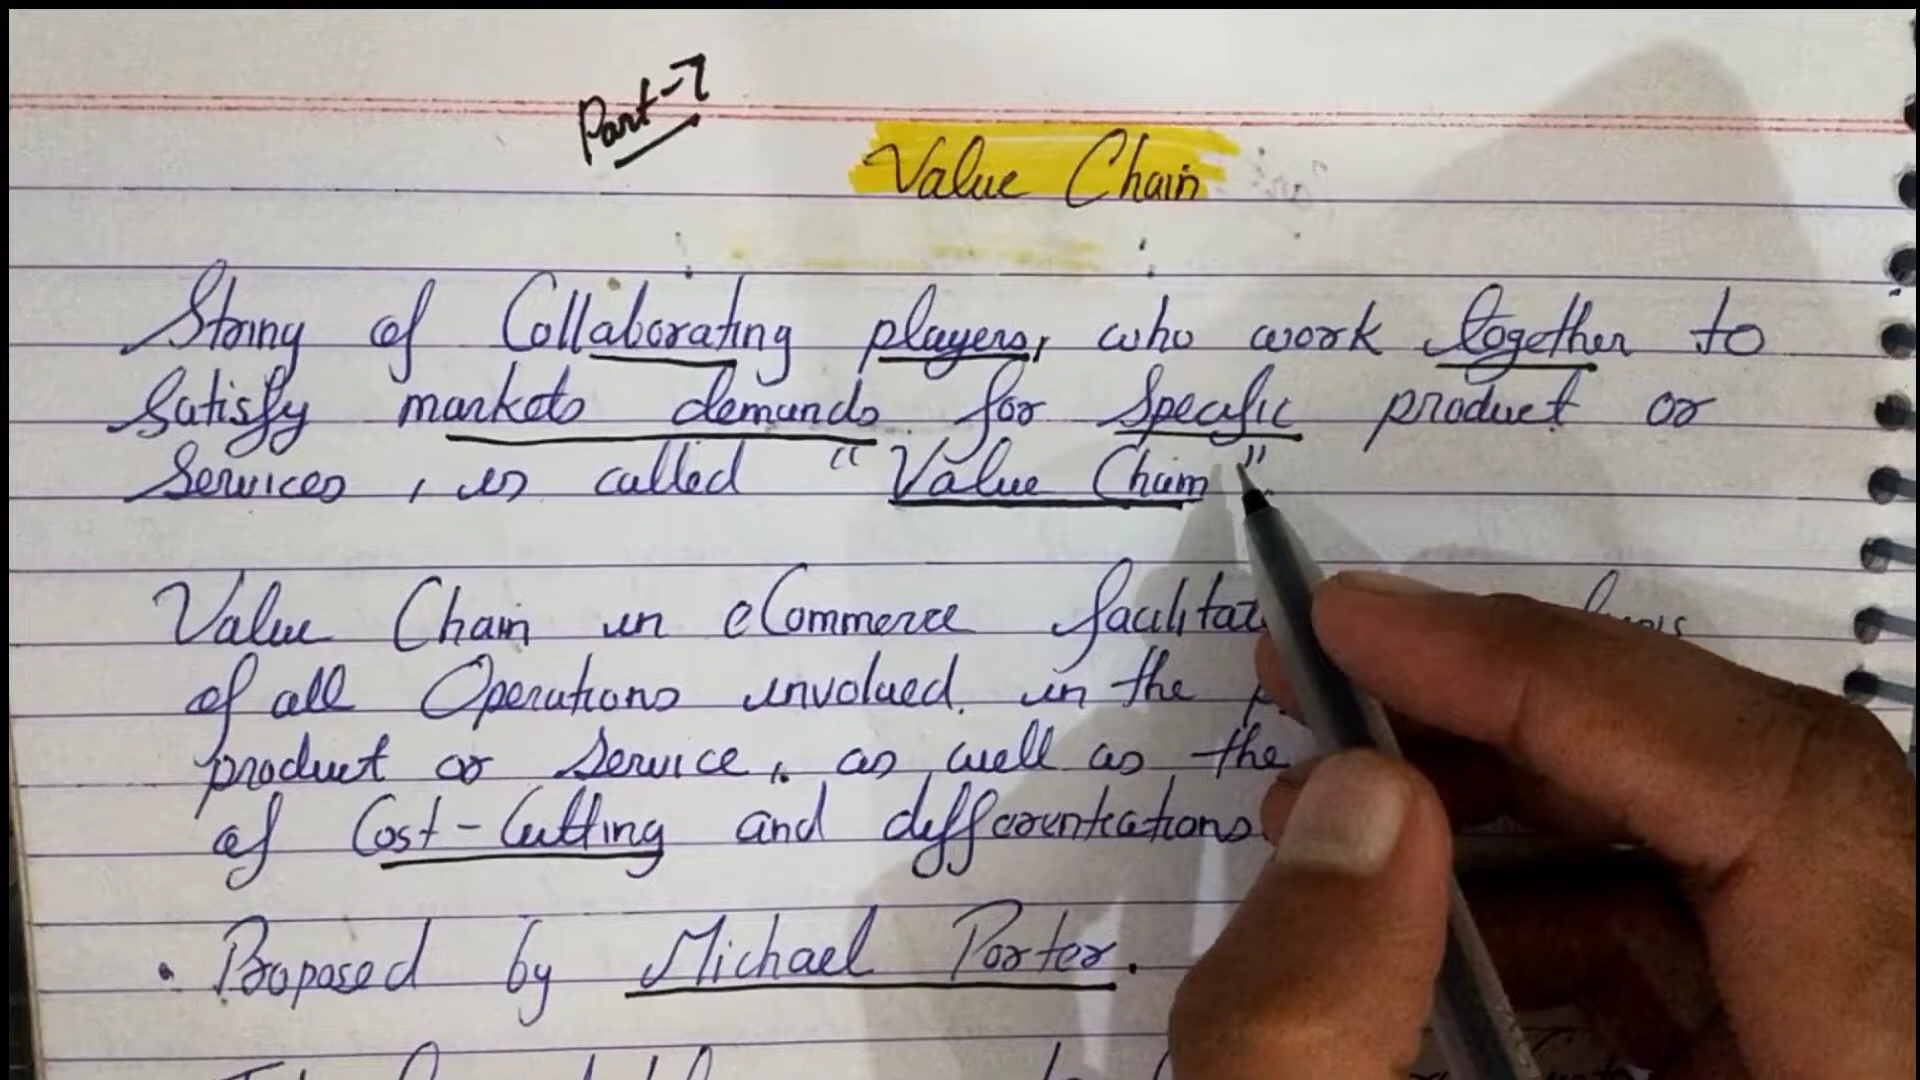 Part-7
Value Chain
String of Collaborating players, who work together to
Satisfy markets demands for Specific product or
Services, is called "Value Chain"
Value Chain in eCommerce
of all Operations involved in the
product or Service, as well as the
of Cost-Cutting and differentiations
• Proposed by Michael Porter.